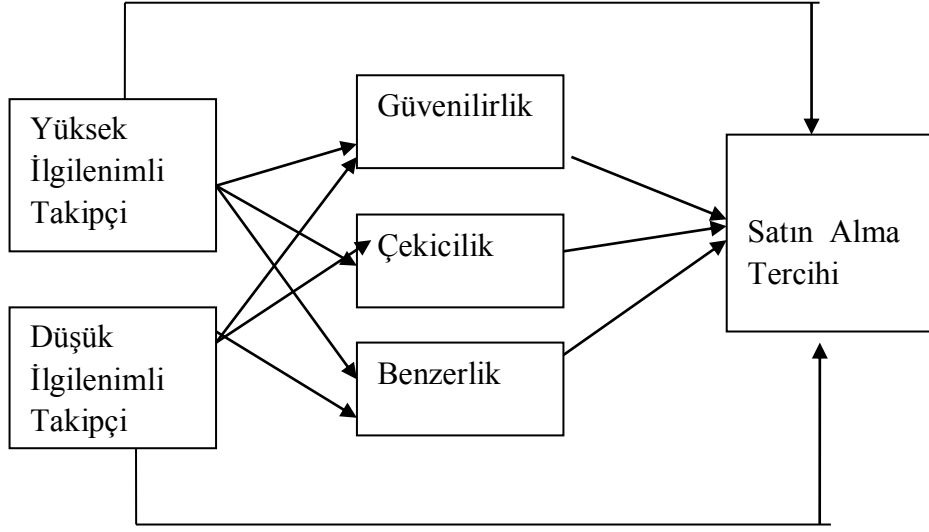 Yüksek
İlgilenimli
Takipçi
Düşük
İlgilenimli
Takipçi
Güvenilirlik
Çekicilik
Benzerlik
Satın Alma
Tercihi